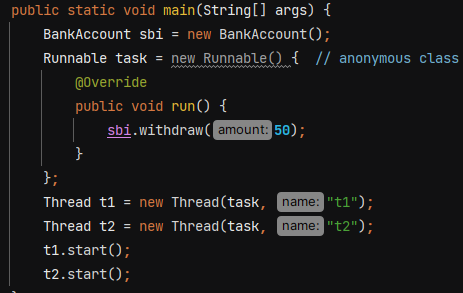 public static void main(String[] args) {
BankAccount sbi = new BankAccount();
Runnable task = new Runnable() { // anonymous class
@Override
public void run() {
sbi.withdraw( amount: 50);
}
};
Thread t1 = new Thread(task, name: "t1");
Thread t2 = new Thread(task, name: "t2");
t1.start();
t2.start();